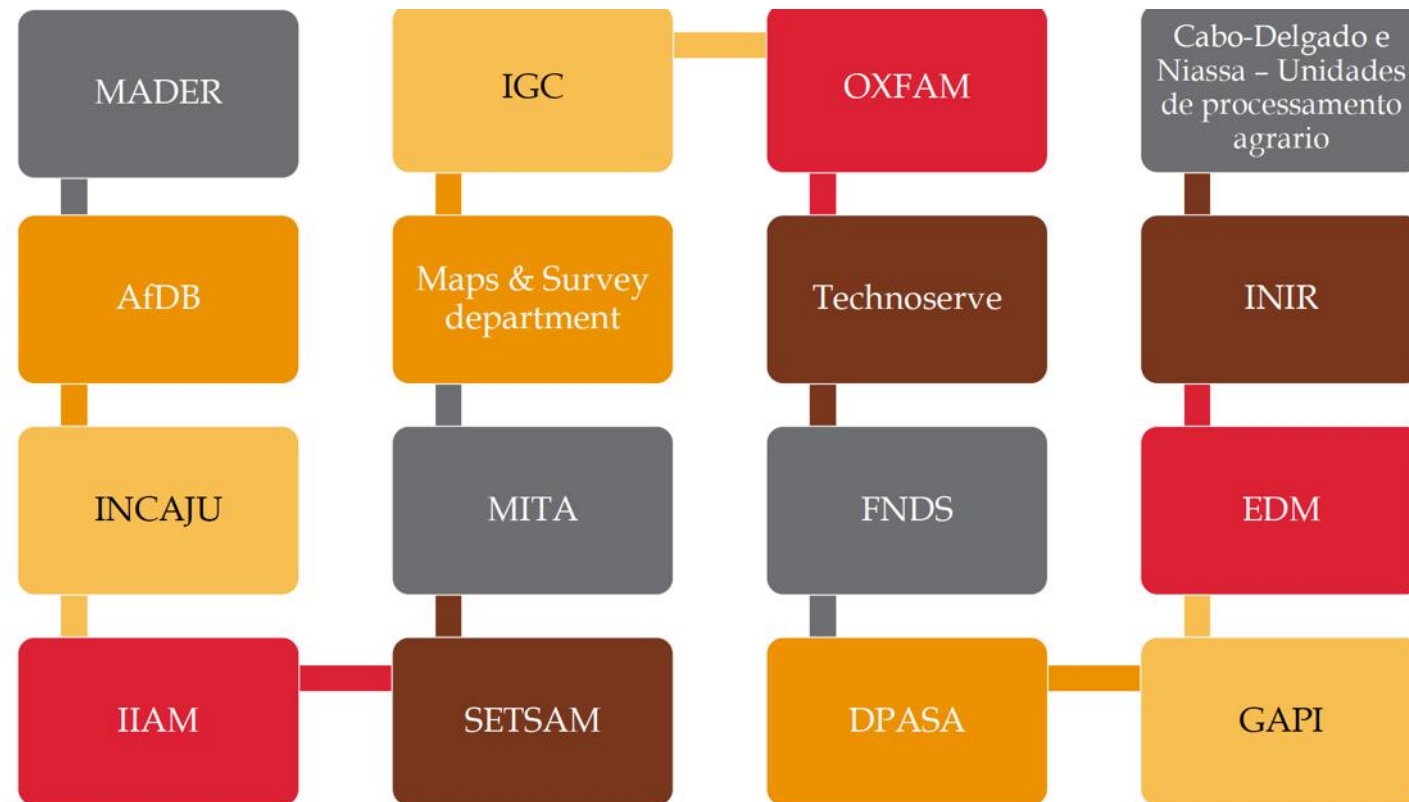 MADER
AfDB
INCAJU
IIAM
SETSAM
MITA
Maps & Survey
department
IGC
OXFAM
Technoserve
FNDS
DPASA
GAPI
EDM
INIR
Cabo-Delgado e
Niassa – Unidades
de processamento
agrario